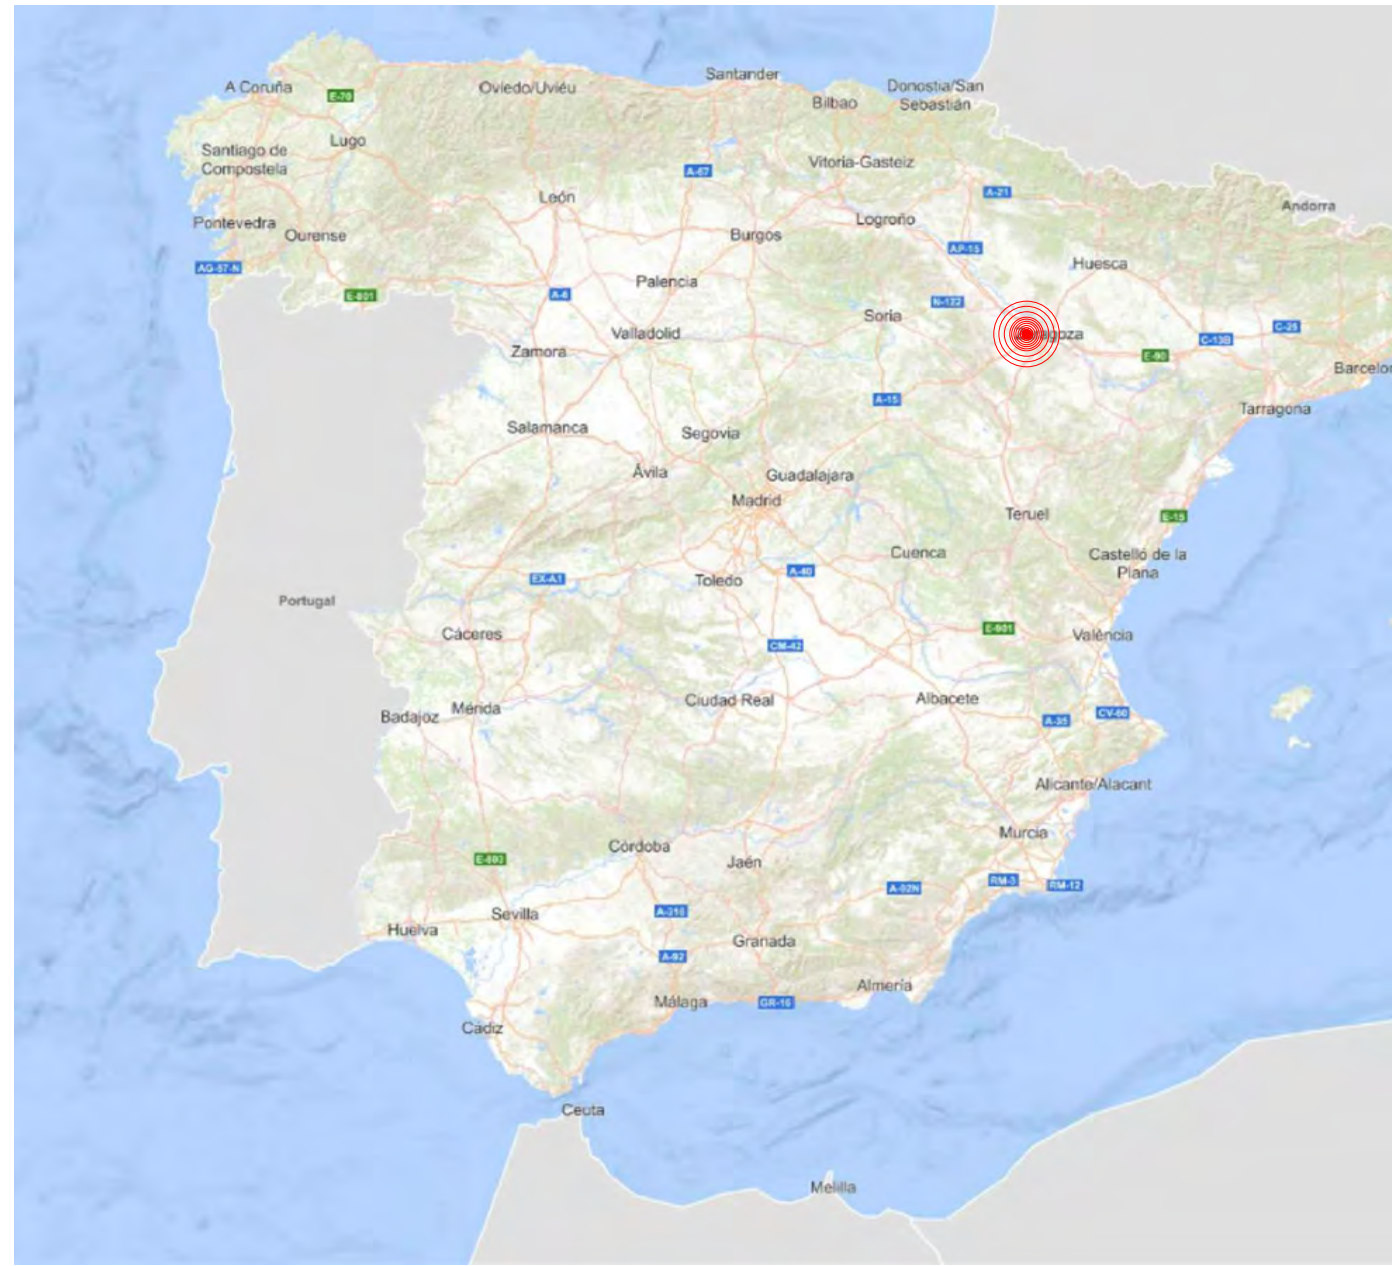 Santander
Donostia/San
Sebastián
A Coruña
E-70
Oviedo/Uviéu
Bilbao
Lugo
Santiago de
Compostela
Vitoria-Gasteiz
A-67
A-21
León
Andorra
Pontevedra
Ourense
Logroño
Burgos
AP-15
AG-57-N
Huesca
Palencia
E-801
A-6
N-122
Soria
C-25
Valladolid
ragoza
C-13B
Zamora
E-90
Barcelon
A-15
Tarragona
Salamanca
Segovia
Ávila
Guadalajara
Madrid
Teruel
E-15
Cuenca
Castelló de la
Plana
EX-A1
Toledo
A-40
Portugal
Cáceres
E-901
València
CM-42
Ciudad Real
Albacete
Badajoz
Mérida
A-35
CV-60
Alicante/Alacant
Murcia
Córdoba
Jaén
E-803
A-92N
RM-3
RM-12
Sevilla
A-318
Huelva
Granada
A-92
Almería
Málaga
GR-16
Cádiz
Ceuta
Melilla